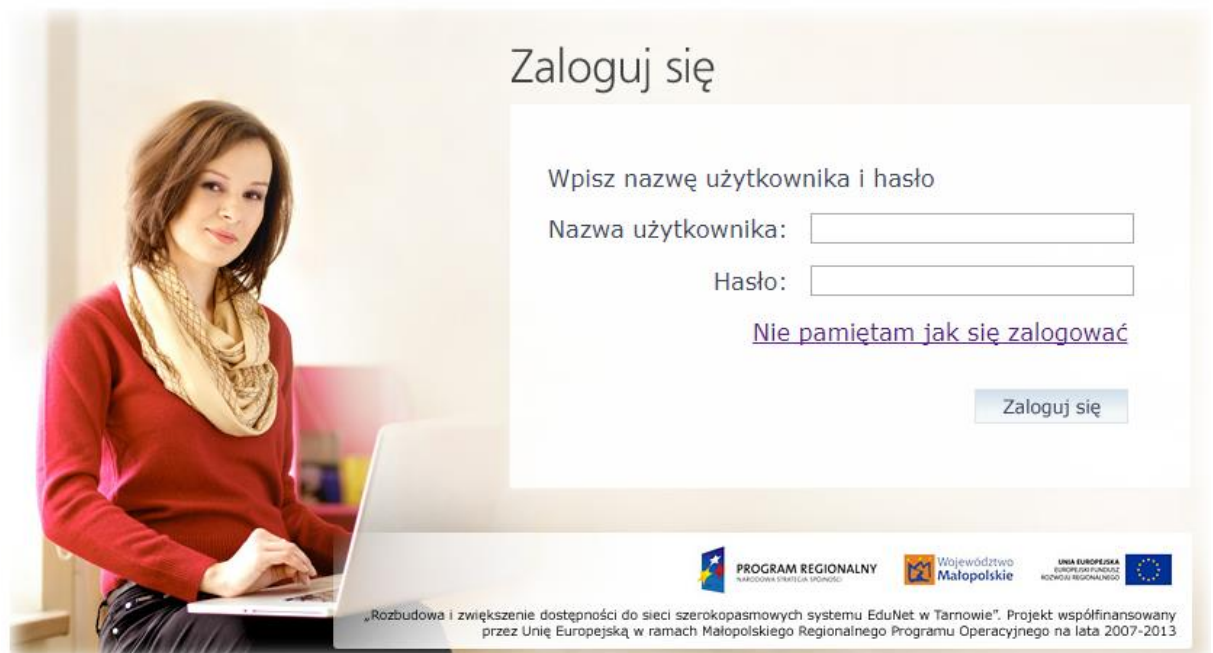 Zaloguj się
Wpisz nazwę użytkownika i hasło
Nazwa użytkownika:
Hasło:
Nie pamiętam jak się zalogować
Zaloguj się
PROGRAM REGIONALNY
NARODOWA STRATEGIA SPÓJNOŚCI
Województwo
Małopolskie
UNIA EUROPEJSKA
EUROPEJSKI FUNDUSZ
ROZWOJU REGIONALNEGO
„Rozbudowa i zwiększenie dostępności do sieci szerokopasmowych systemu EduNet w Tarnowie”. Projekt współfinansowany
przez Unię Europejską w ramach Małopolskiego Regionalnego Programu Operacyjnego na lata 2007-2013